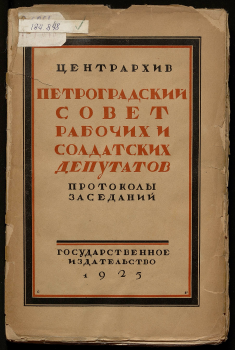 ЦЕНТРАРХИВ
ПЕТРОГРАДСКИЙ
СОВЕТ
РАБОЧИХ И
СОЛДАТСКИХ
ДЕПУТАТОВ
ПРОТОКОЛЫ
ЗАСЕДАНИЙ
ГОСУДАРСТВЕННОЕ
ИЗДАТЕЛЬСТВО
1925